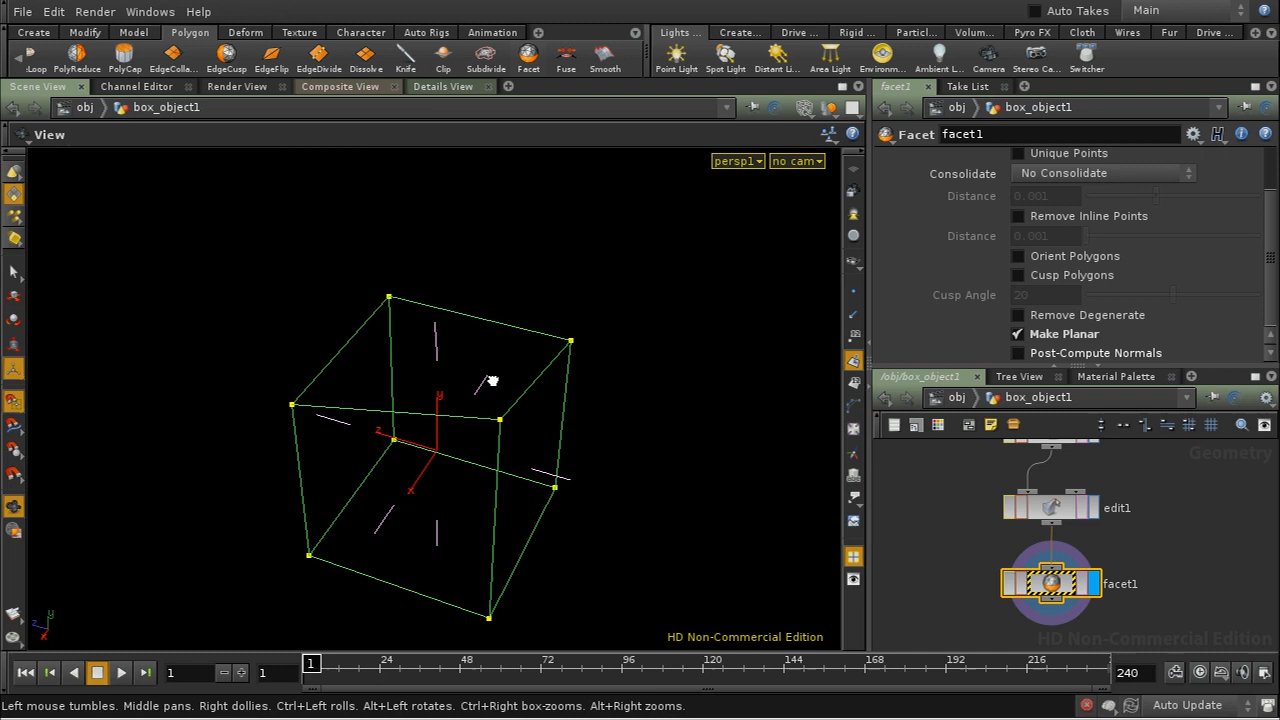 File Edit Render Windows Help Auto Takes Main
Create Modify Model Polygon Deform Texture Character Auto Rigs Animation Lights ... Create... Drive ... Rigid ... Particl... Volum... Pyro FX Cloth Wires Fur Drive ...
:Loop PolyReduce PolyCap EdgeColla... EdgeCusp EdgeFlip EdgeDivide Dissolve Knife Clip Subdivide Facet Fuse Smooth Point Light Spot Light Distant Li... Area Light Environm... Ambient L... Camera Stereo Ca... Switcher
Scene View Channel Editor Render View Composite View Details View
obj box_object1
View
persp1 no cam
y
z
x
y
z
x
HD Non-Commercial Edition
facet1 Take List
obj box_object1
Facet facet1
Unique Points
Consolidate No Consolidate
Distance 0.001
Remove Inline Points
Distance 0.001
Orient Polygons
Cusp Polygons
Cusp Angle 20
Remove Degenerate
Make Planar
Post-Compute Normals
/obj/box_object1 Tree View Material Palette
obj box_object1
Geometry
edit1
facet1
HD Non-Commercial Edition
1 1 1 24 48 72 96 120 144 168 192 216 240
Left mouse tumbles. Middle pans. Right dollies. Ctrl+Left rolls. Alt+Left rotates. Ctrl+Right box-zooms. Alt+Right zooms. Auto Update